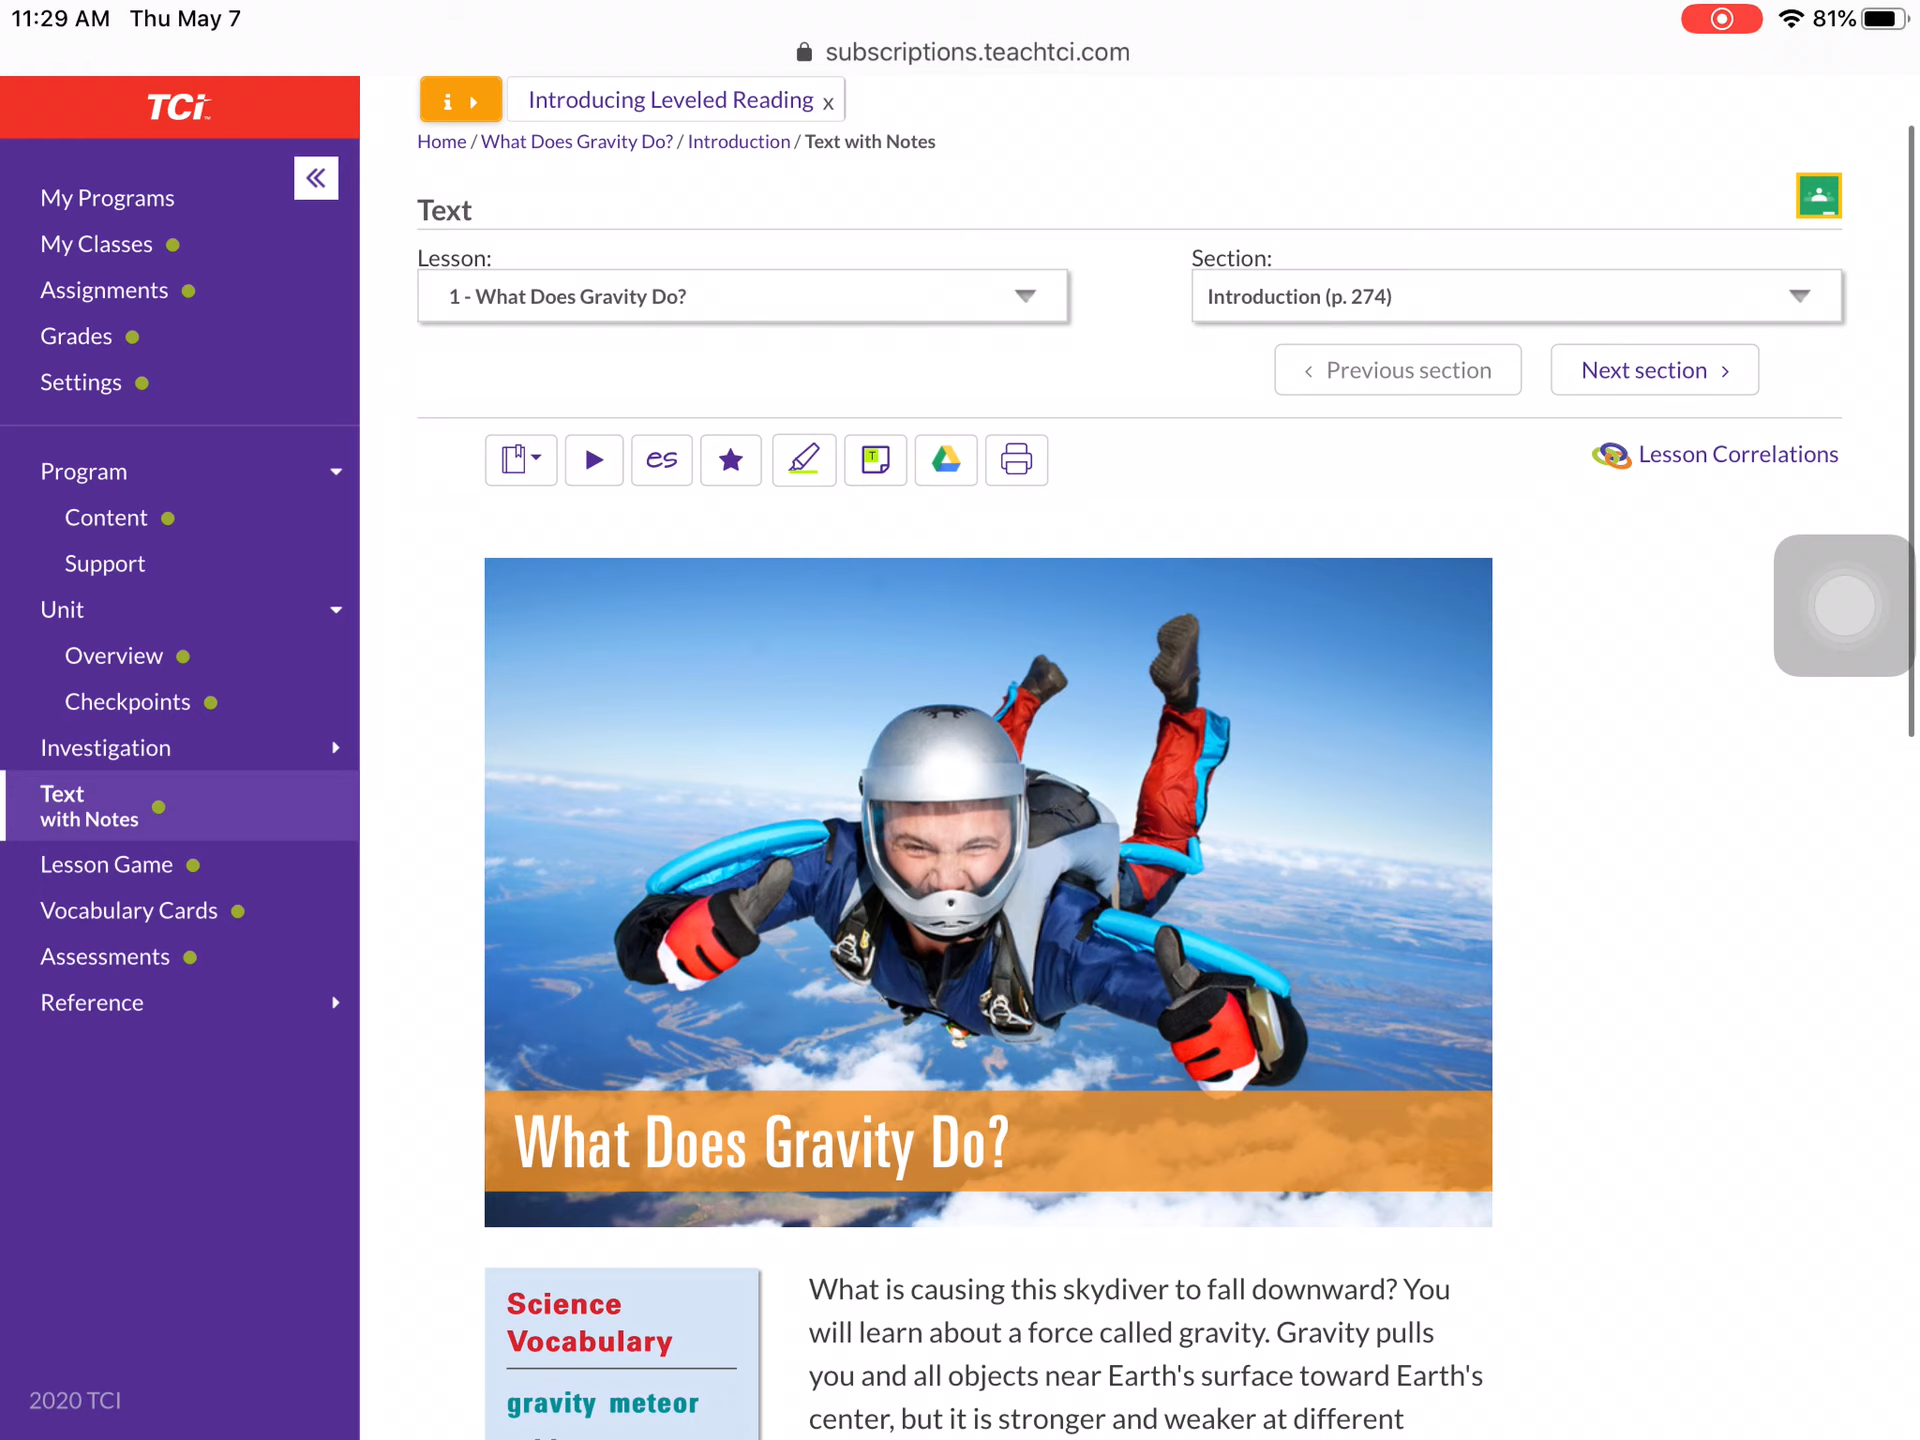 11:29 AM Thu May 7
81%
subscriptions.teachtci.com
TCi
i
Introducing Leveled Reading x
Home / What Does Gravity Do? / Introduction / Text with Notes
My Programs
My Classes
Assignments
Grades
Settings
Program
Content
Support
Unit
Overview
Checkpoints
Investigation
Text
with Notes
Lesson Game
Vocabulary Cards
Assessments
Reference
2020 TCI
Text
Lesson:
1 - What Does Gravity Do?
Section:
Introduction (p. 274)
‹ Previous section
Next section ›
es
T
Lesson Correlations
What Does Gravity Do?
Science
Vocabulary
gravity meteor
What is causing this skydiver to fall downward? You
will learn about a force called gravity. Gravity pulls
you and all objects near Earth's surface toward Earth's
center, but it is stronger and weaker at different